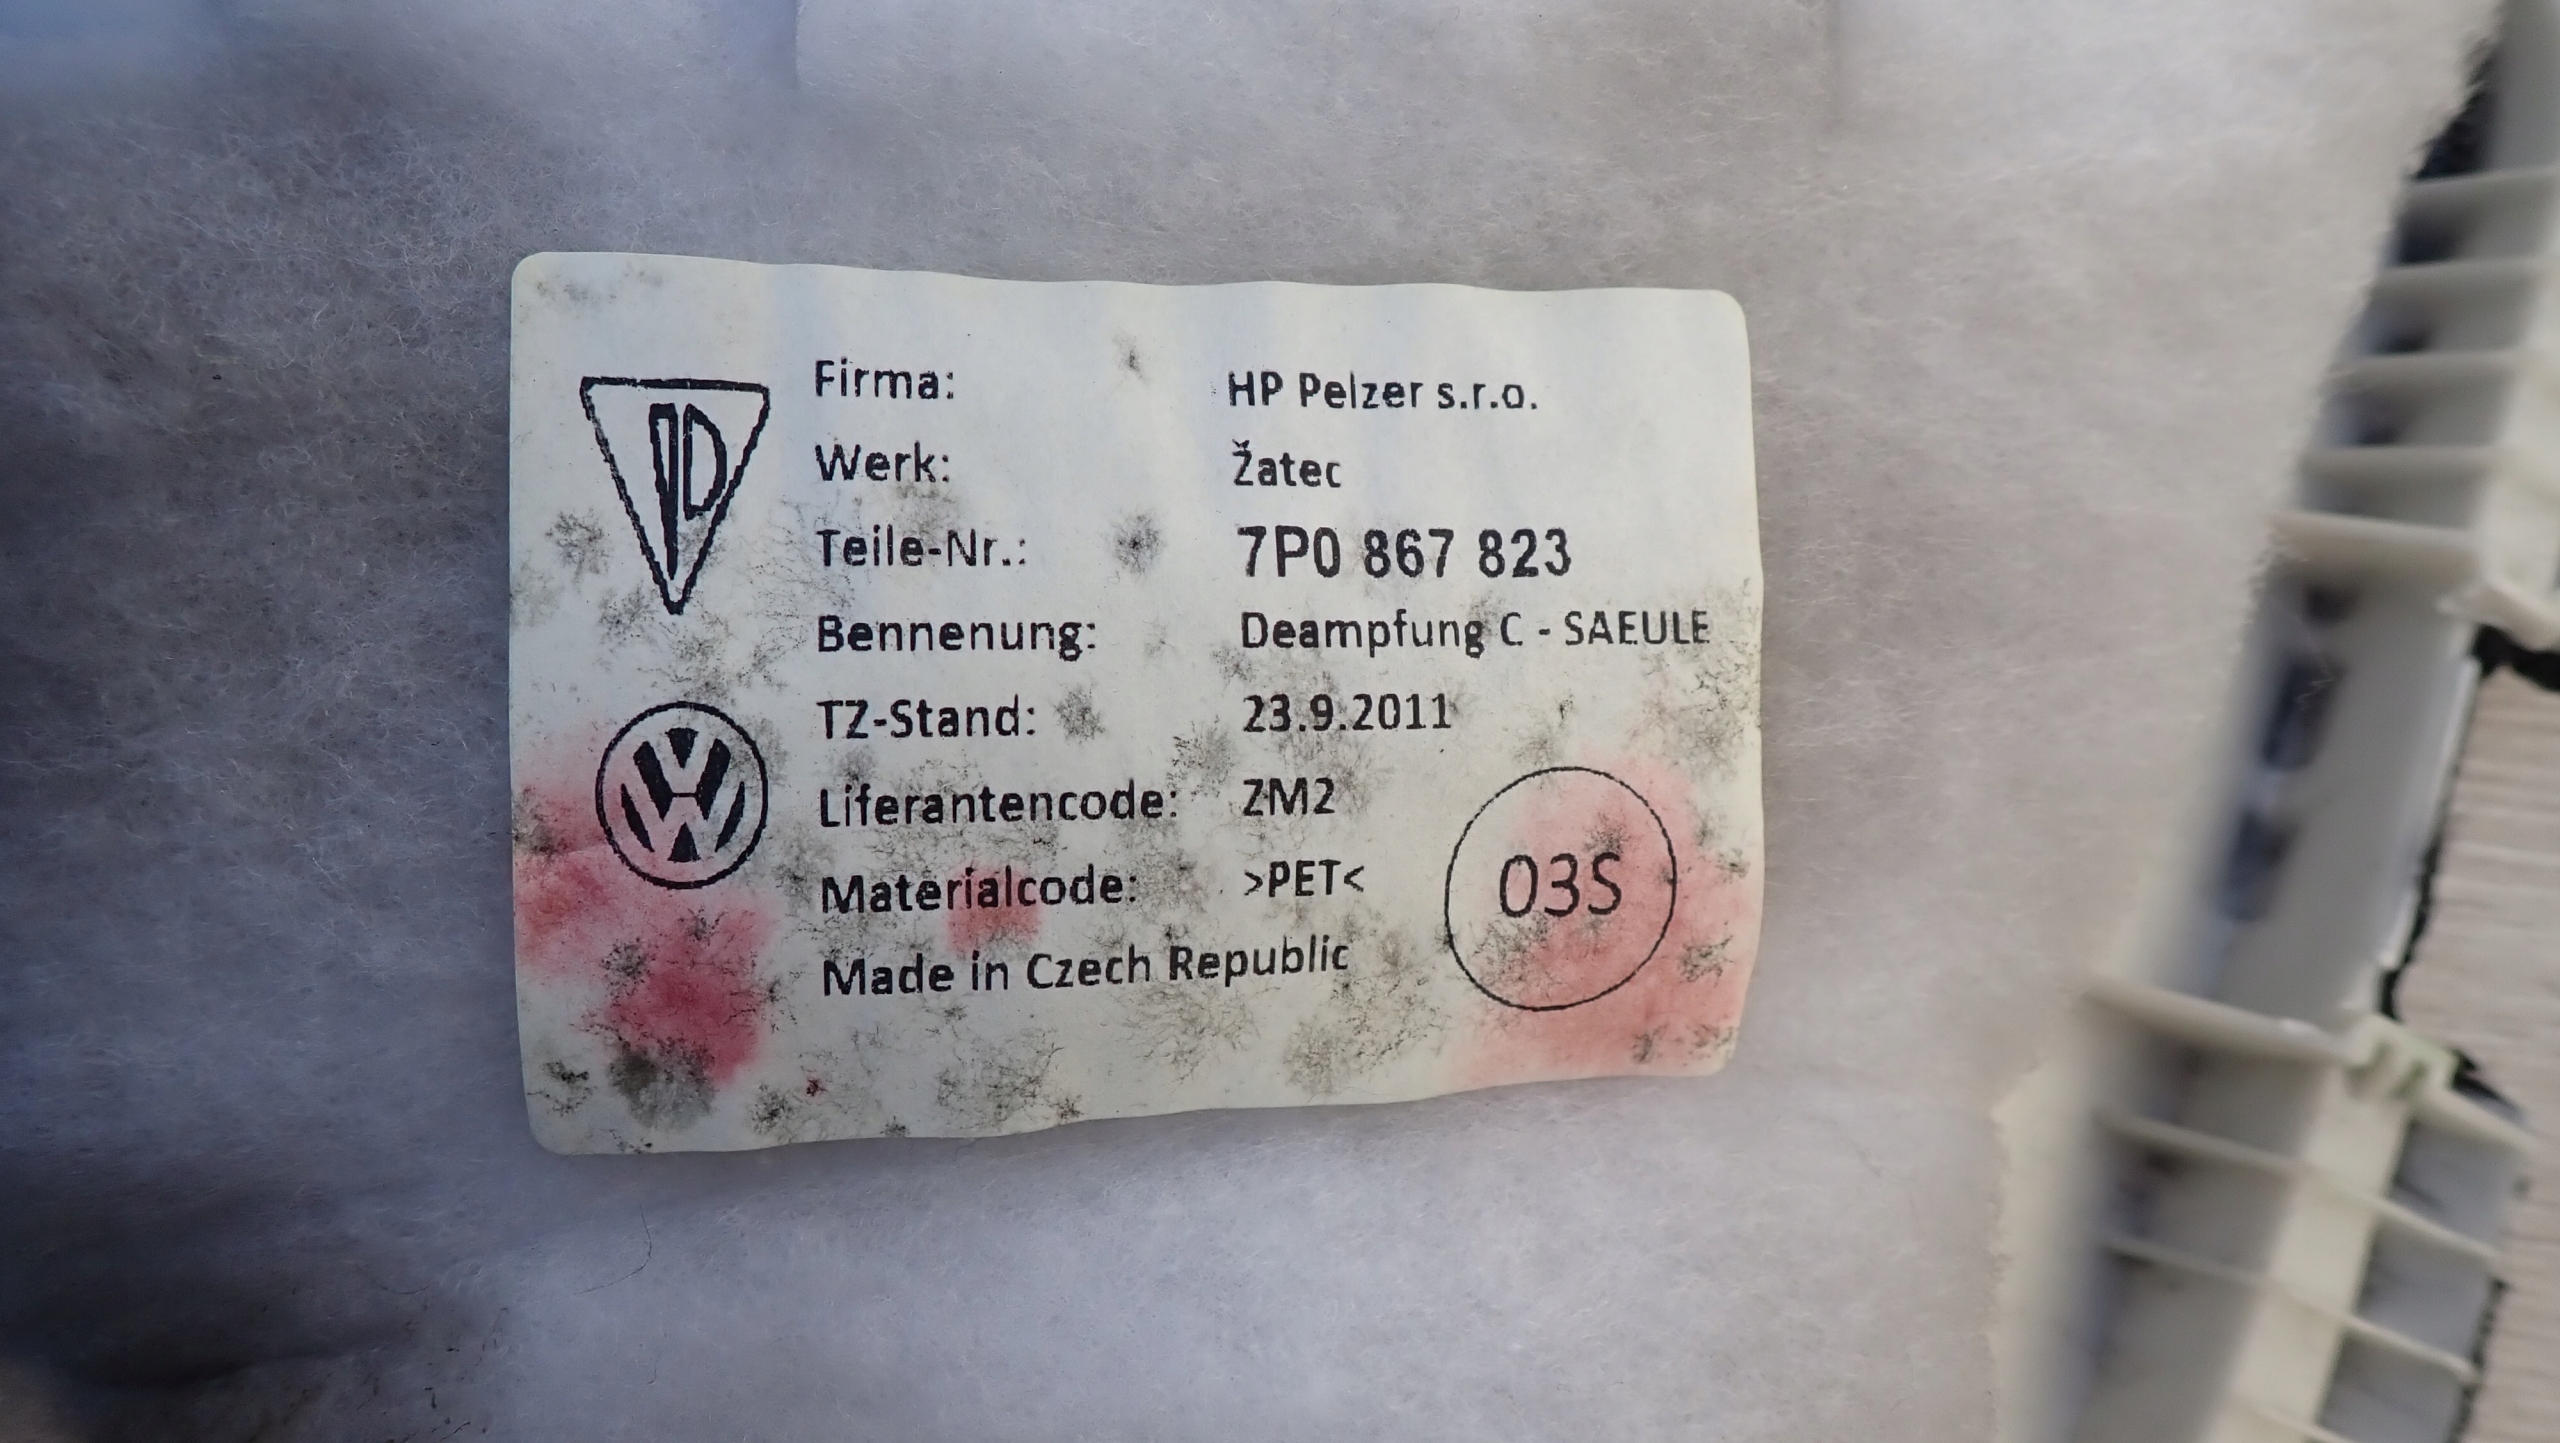 Firma: HP Pelzer s.r.o.
Werk: Žatec
Teile-Nr.: 7P0 867 823
Bennenung: Deampfung C - SAEULE
TZ-Stand: 23.9.2011
Liferantencode: ZM2
Materialcode: >PET<
Made in Czech Republic
03S